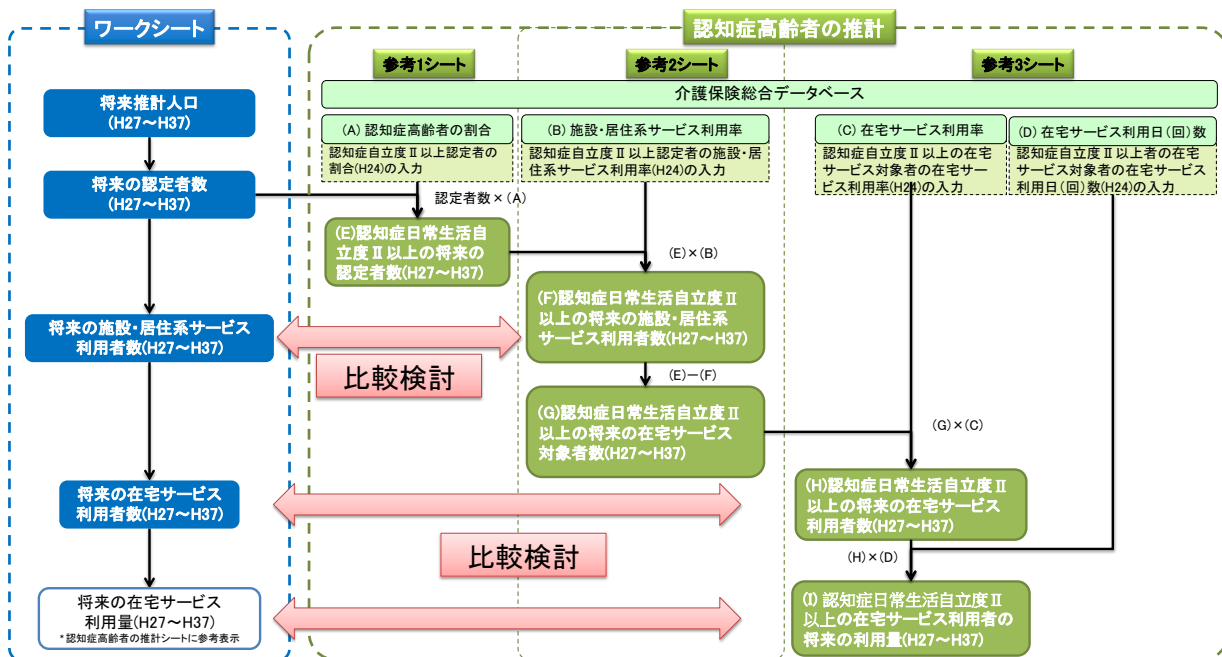 ワークシート
将来推計人口
(H27～H37)
将来の認定者数
(H27～H37)
将来の施設・居住系サービス
利用者数(H27～H37)
将来の在宅サービス
利用者数(H27～H37)
将来の在宅サービス
利用量(H27～H37)
*認知症高齢者の推計シートに参考表示
認知症高齢者の推計
参考1シート
参考2シート
参考3シート
介護保険総合データベース
(A) 認知症高齢者の割合
認知症自立度Ⅱ以上認定者の
割合(H24)の入力
(B) 施設・居住系サービス利用率
認知症自立度Ⅱ以上認定者の施設・居
住系サービス利用率(H24)の入力
(C) 在宅サービス利用率
認知症自立度Ⅱ以上の在宅
サービス対象者の在宅サー
ビス利用率(H24)の入力
(D) 在宅サービス利用日(回)数
認知症自立度Ⅱ以上者の在宅
サービス対象者の在宅サービス
利用日(回)数(H24)の入力
認定者数×(A)
(E)認知症日常生活自
立度Ⅱ以上の将来の
認定者数(H27～H37)
(E)×(B)
(F)認知症日常生活自立度Ⅱ
以上の将来の施設・居住系
サービス利用者数(H27～H37)
比較検討
(E)－(F)
(G)認知症日常生活自立度Ⅱ
以上の将来の在宅サービス
対象者数(H27～H37)
(G)×(C)
(H)認知症日常生活自立度Ⅱ
以上の将来の在宅サービス
利用者数(H27～H37)
比較検討
(H)×(D)
(I) 認知症日常生活自立度Ⅱ
以上の在宅サービス利用者の
将来の利用量(H27～H37)